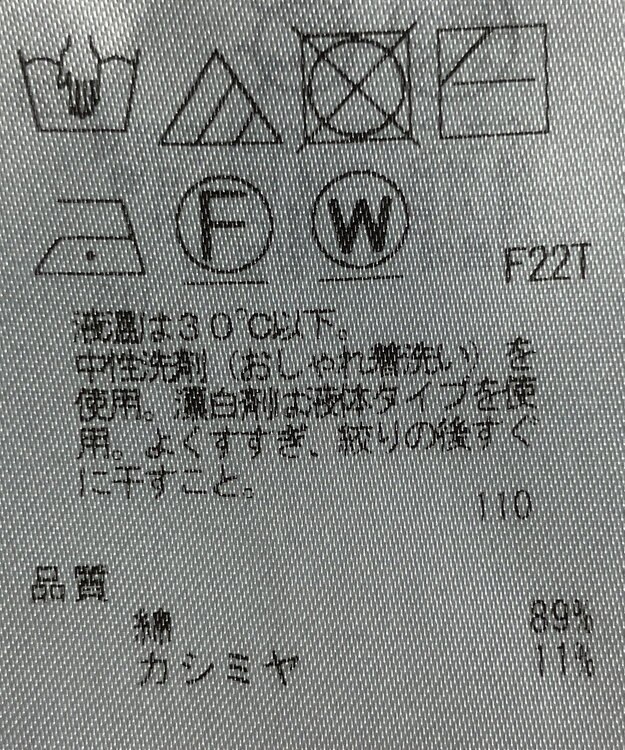 F
W
F22T
液温は30℃以下。
中性洗剤（おしゃれ着洗い）を
使用。漂白剤は液体タイプを使
用。よくすすぎ、絞りの後すぐ
に干すこと。
110
品質
綿 89%
カシミヤ 11%